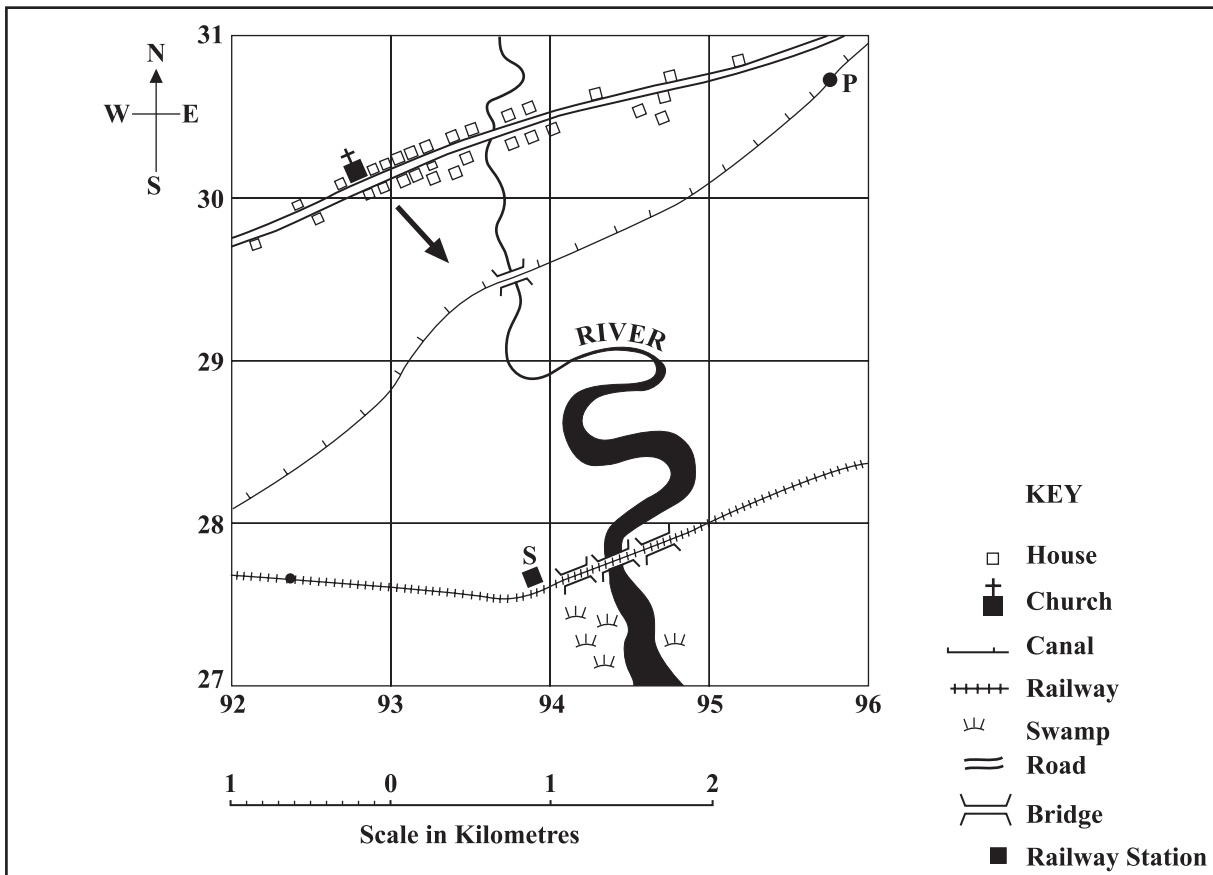 31
N
W E
S
P
30
RIVER
29
28
S
27
92 93 94 95 96
1 0 1 2
Scale in Kilometres
KEY
House
Church
Canal
Railway
Swamp
Road
Bridge
Railway Station